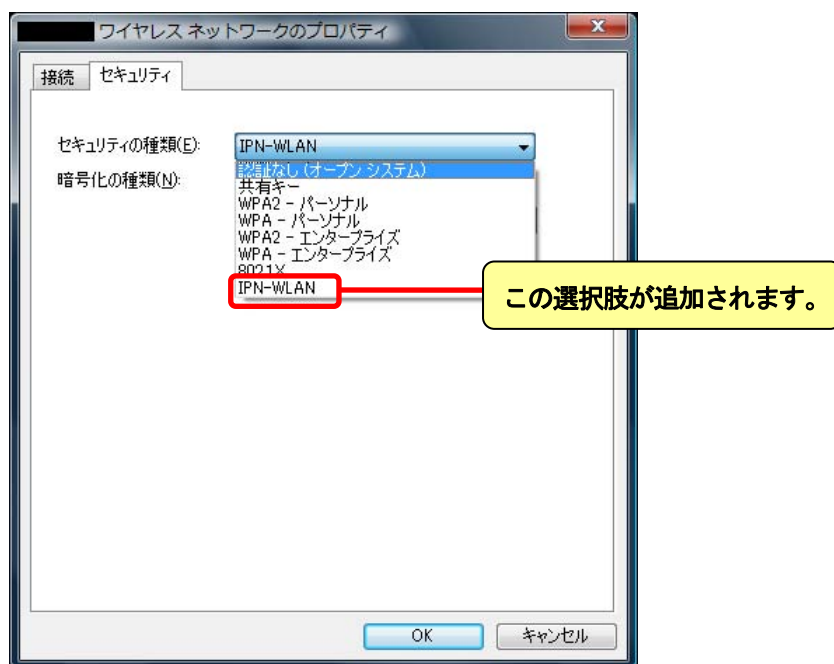 ワイヤレス ネットワークのプロパティ
接続 セキュリティ
セキュリティの種類(E): IPN-WLAN
暗号化の種類(N):
認証なし (オープン システム)
共有キー
WPA2 - パーソナル
WPA - パーソナル
WPA2 - エンタープライズ
WPA - エンタープライズ
802.1X
IPN-WLAN
この選択肢が追加されます。
OK キャンセル